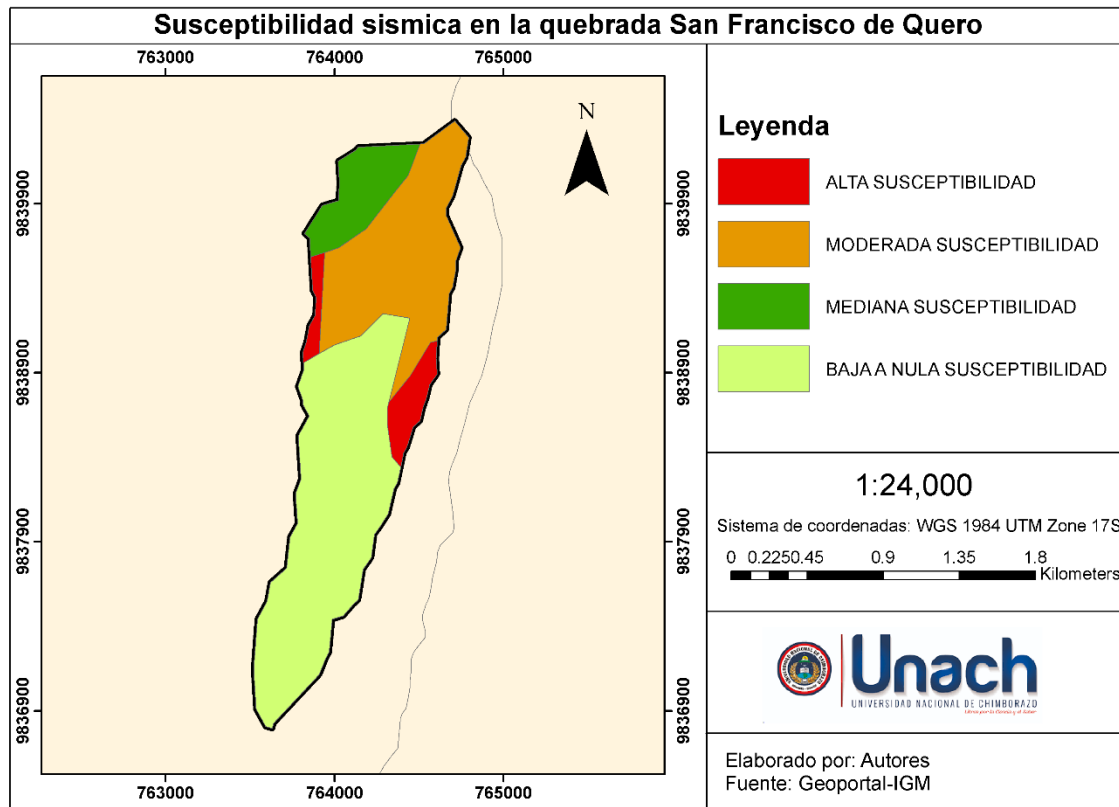 Susceptibilidad sismica en la quebrada San Francisco de Quero
763000 764000 765000
9839900 9839900
9838900 9838900
9837900 9837900
9836900 9836900
763000 764000 765000
N
Leyenda
ALTA SUSCEPTIBILIDAD
MODERADA SUSCEPTIBILIDAD
MEDIANA SUSCEPTIBILIDAD
BAJA A NULA SUSCEPTIBILIDAD
1:24,000
Sistema de coordenadas: WGS 1984 UTM Zone 17S
0 0.2250.45 0.9 1.35 1.8
Kilometers
Unach
UNIVERSIDAD NACIONAL DE CHIMBORAZO
Elaborado por: Autores
Fuente: Geoportal-IGM